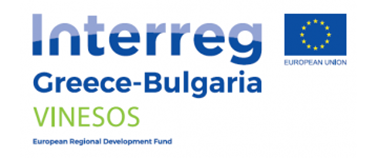 Interreg
EUROPEAN UNION
Greece-Bulgaria
VINESOS
European Regional Development Fund